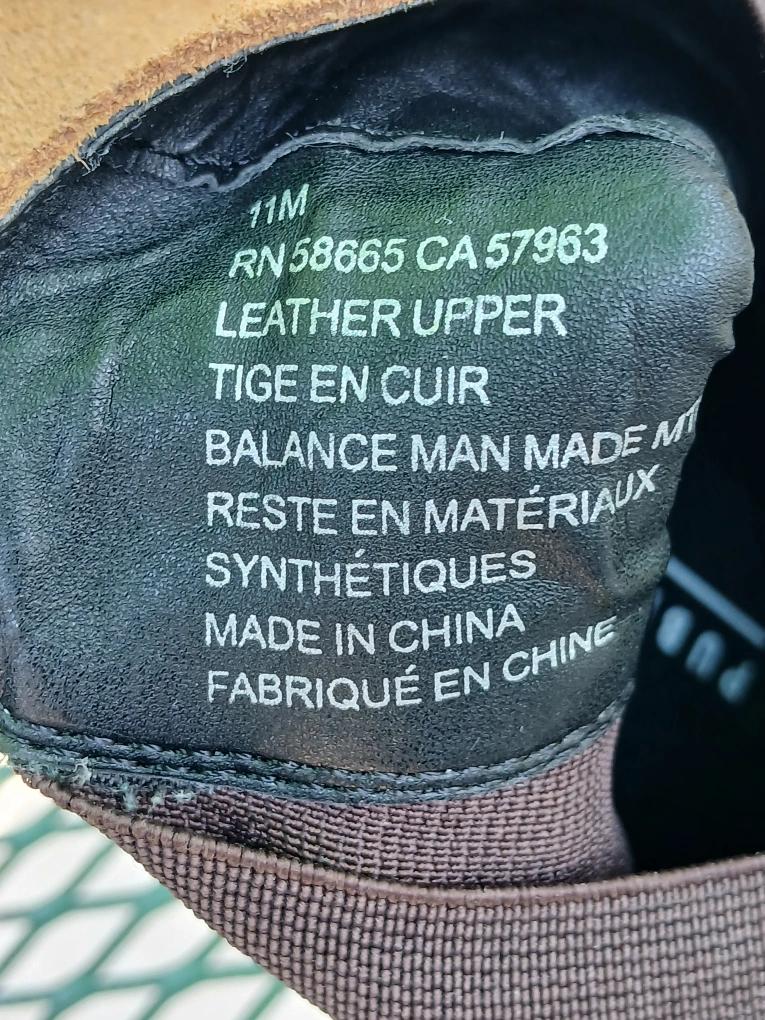 11M
RN 58665 CA 57963
LEATHER UPPER
TIGE EN CUIR
BALANCE MAN MADE
RESTE EN MATÉRIAUX
SYNTHÉTIQUES
MADE IN CHINA
FABRIQUÉ EN CHINE